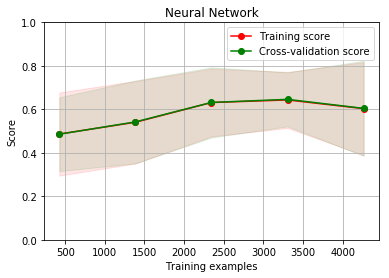 Neural Network
Training score
Cross-validation score
Score
1.0
0.8
0.6
0.4
0.2
0.0
500 1000 1500 2000 2500 3000 3500 4000
Training examples